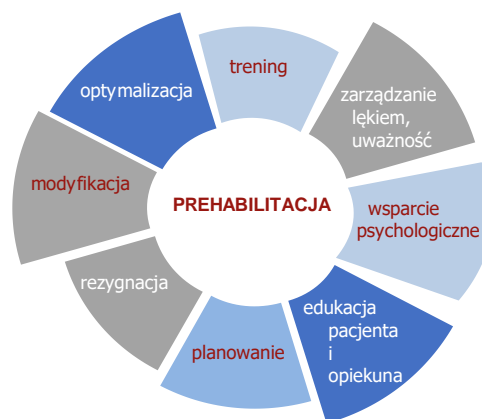 trening
zarządzanie
lękiem,
uważność
wsparcie
psychologiczne
edukacja
pacjenta
i
opiekuna
planowanie
rezygnacja
modyfikacja
optymalizacja
PREHABILITACJA